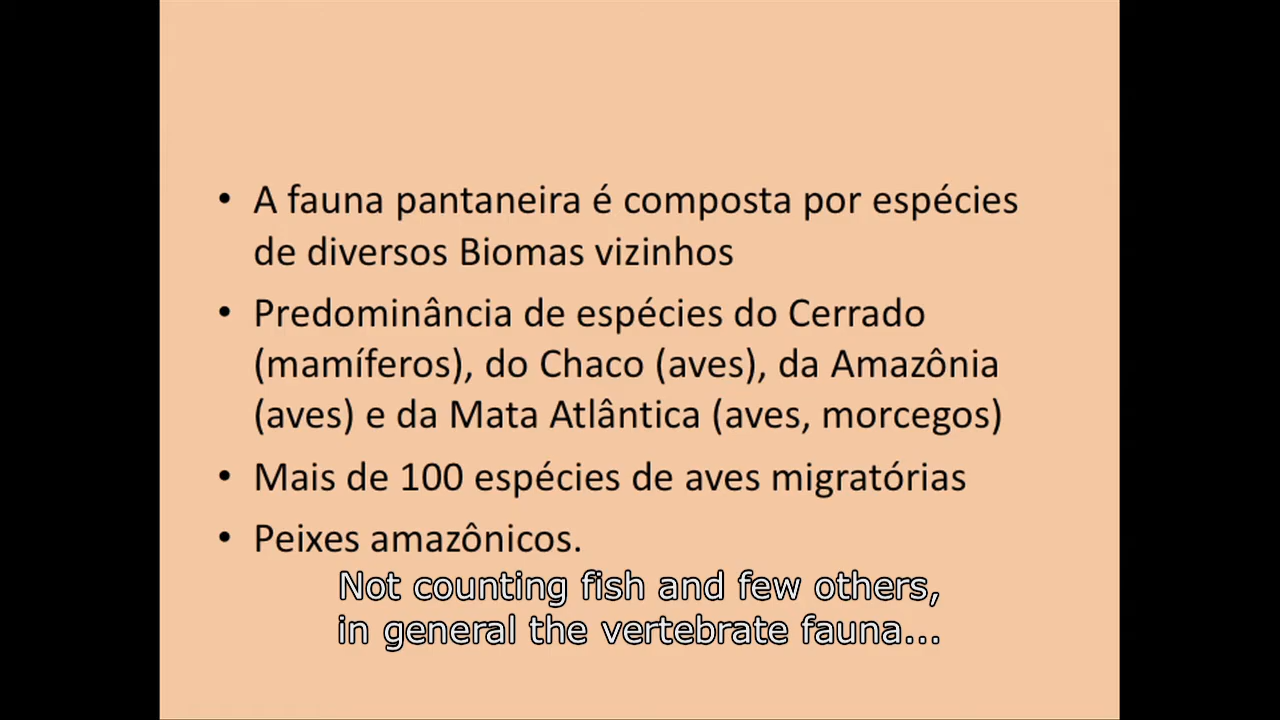 • A fauna pantaneira é composta por espécies
de diversos Biomas vizinhos
• Predominância de espécies do Cerrado
(mamíferos), do Chaco (aves), da Amazônia
(aves) e da Mata Atlântica (aves, morcegos)
• Mais de 100 espécies de aves migratórias
• Peixes amazônicos.
Not counting fish and few others,
in general the vertebrate fauna...